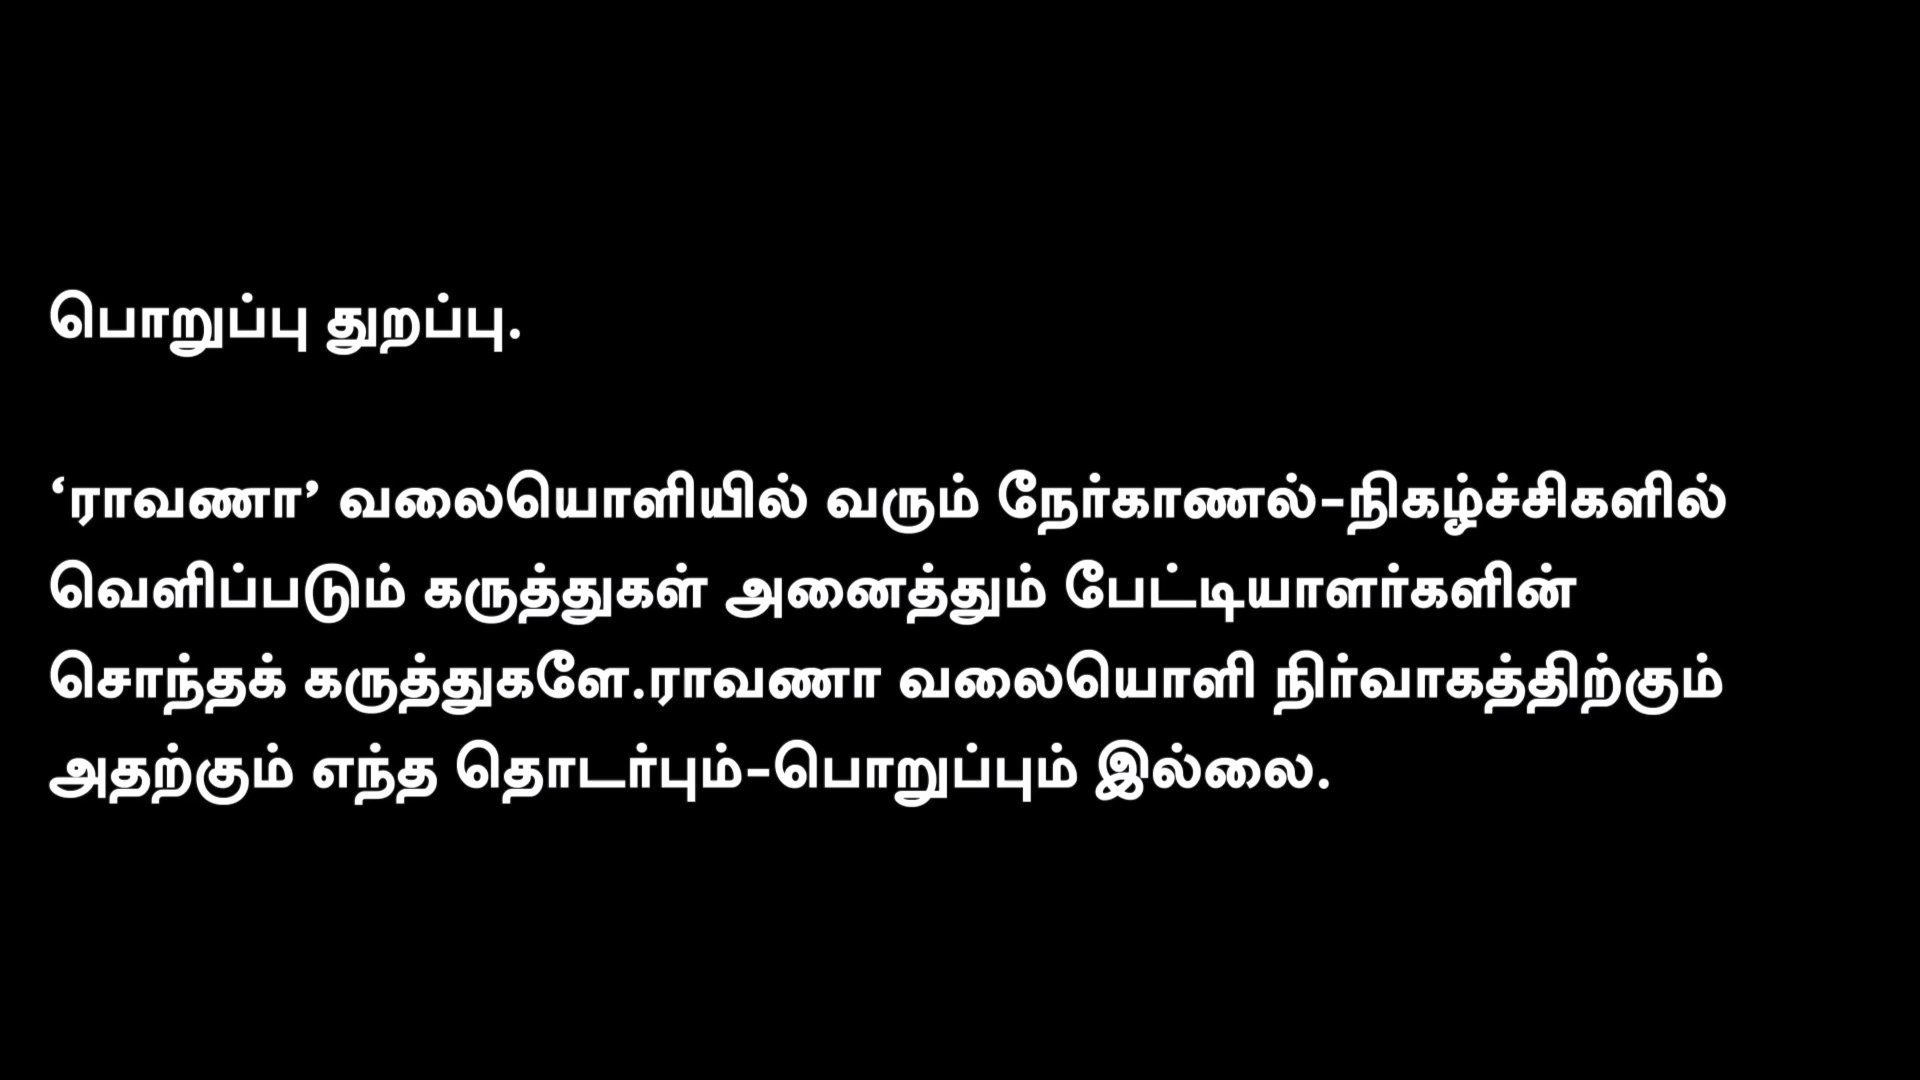 பொறுப்பு துறப்பு.
‘ராவணா’ வலையொளியில் வரும் நேர்காணல்-நிகழ்ச்சிகளில்
வெளிப்படும் கருத்துகள் அனைத்தும் பேட்டியாளர்களின்
சொந்தக் கருத்துகளே.ராவணா வலையொளி நிர்வாகத்திற்கும்
அதற்கும் எந்த தொடர்பும்-பொறுப்பும் இல்லை.